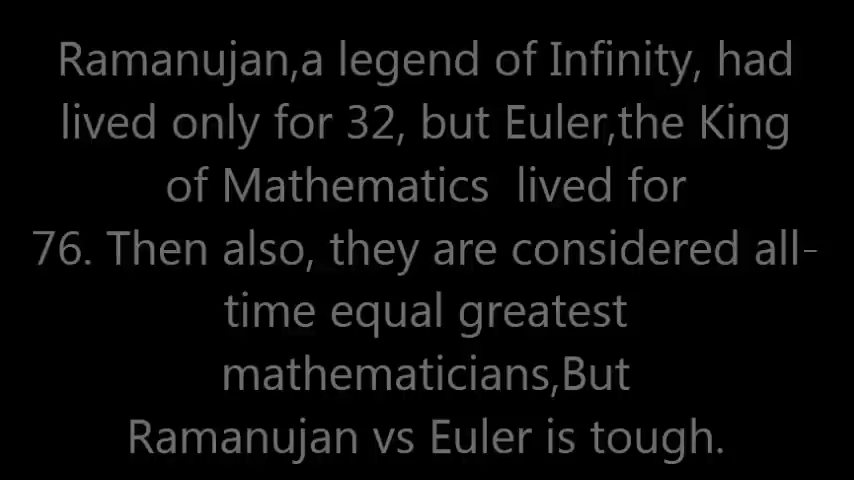 Ramanujan,a legend of Infinity, had
lived only for 32, but Euler,the King
of Mathematics  lived for
76. Then also, they are considered all-
time equal greatest
mathematicians,But
Ramanujan vs Euler is tough.